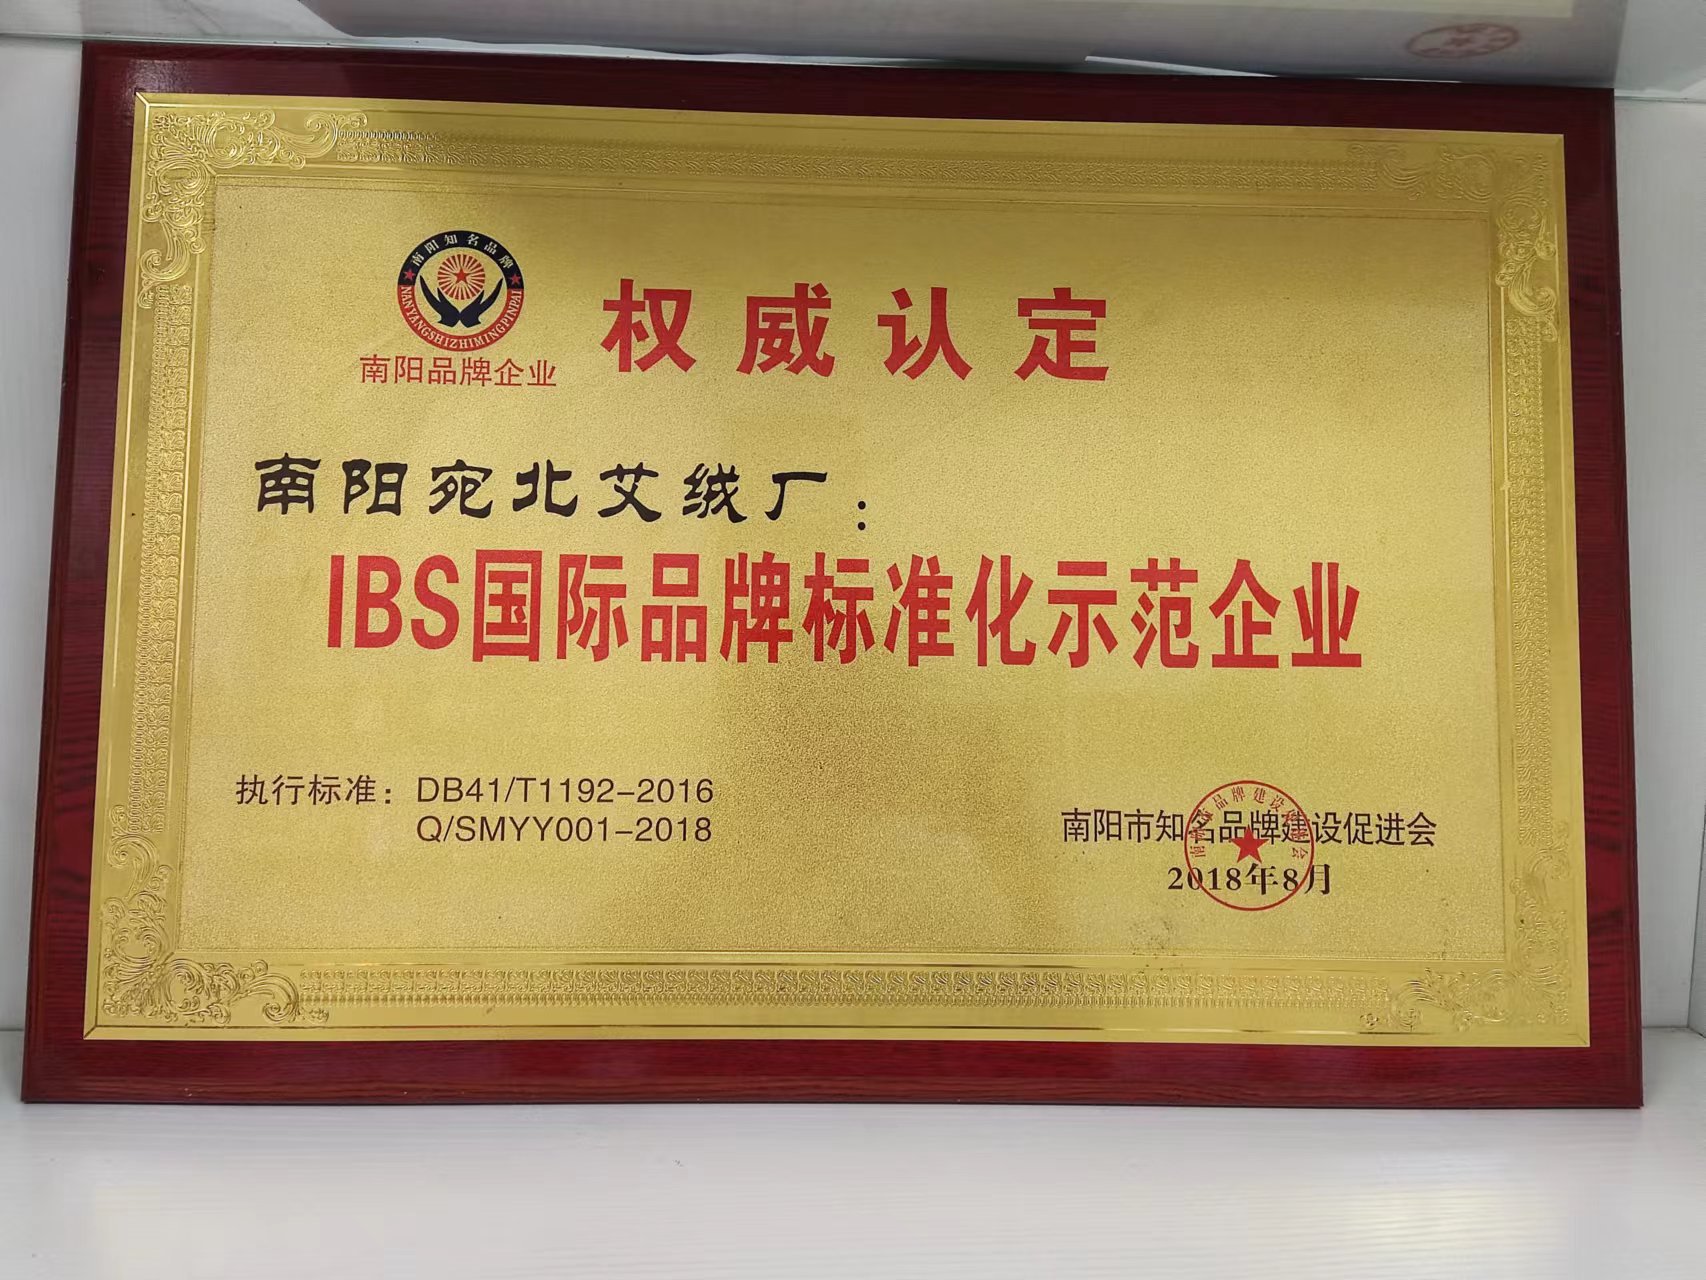 南阳知名品牌
NANYANGSHIZHIMINGPINPAI
南阳品牌企业
权威认定
南阳宛北艾绒厂：
IBS国际品牌标准化示范企业
执行标准：DB41/T1192-2016
Q/SMYY001-2018
南阳市知名品牌建设促进会
2018年8月